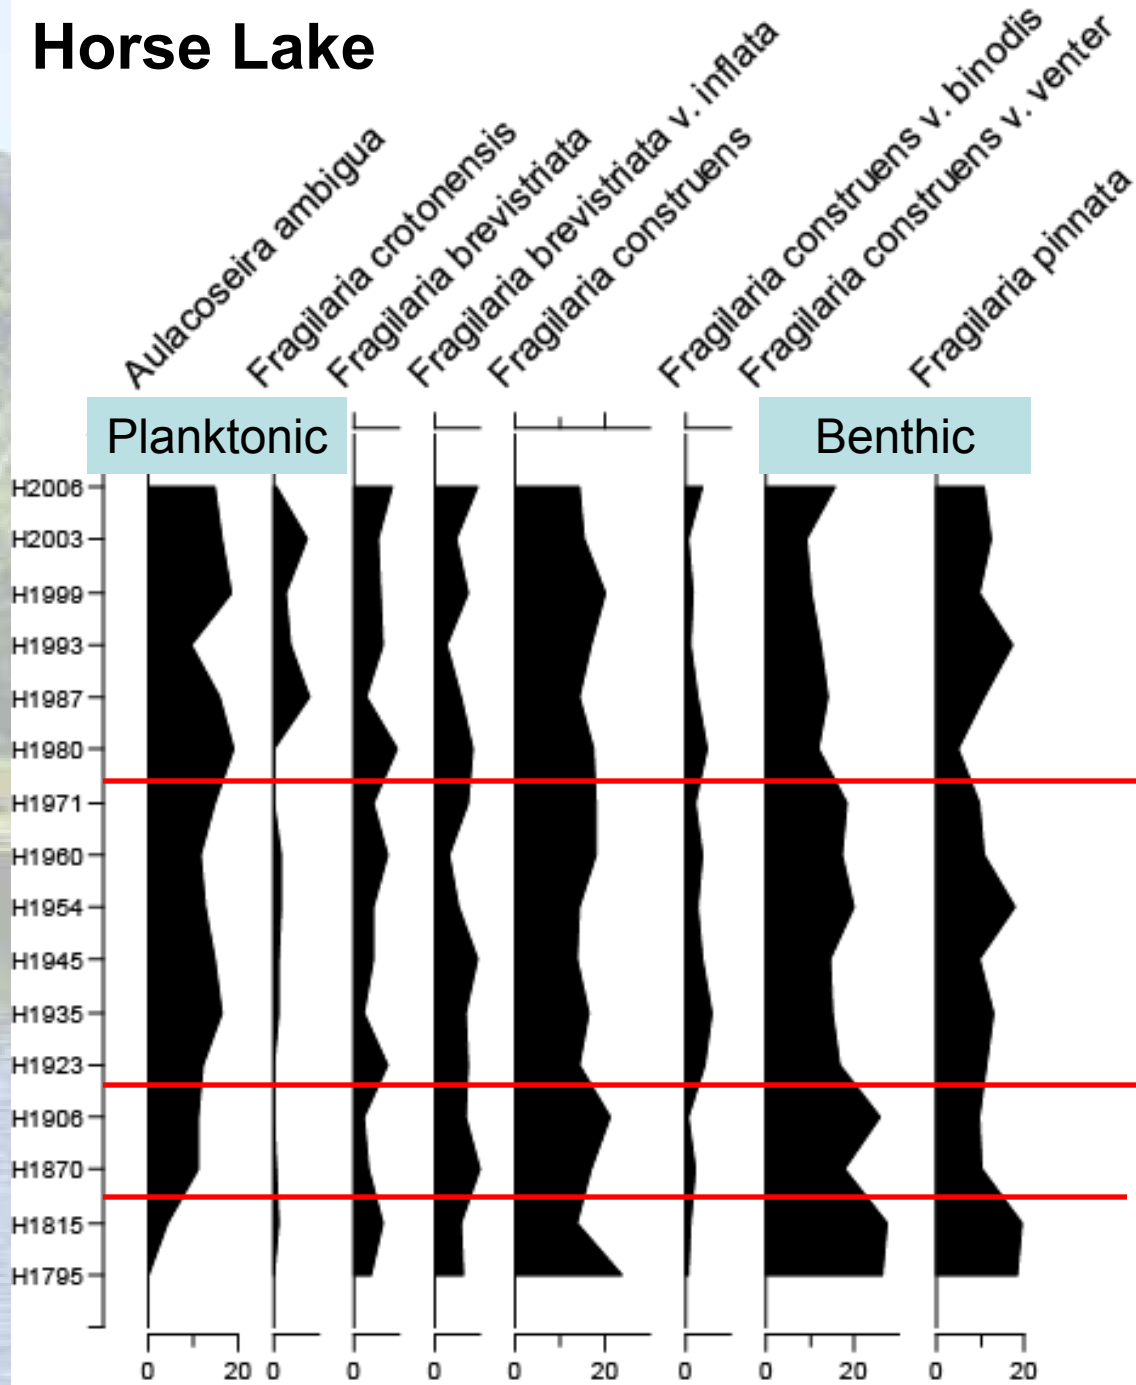 Horse Lake
Aulacoseira ambigua
Fragilaria crotonensis
Fragilaria brevistriata
Fragilaria brevistriata v. inflata
Fragilaria construens
Fragilaria construens v. binodis
Fragilaria construens v. venter
Fragilaria pinnata
Planktonic
Benthic
H2006
H2003
H1999
H1993
H1987
H1980
H1971
H1960
H1954
H1945
H1935
H1923
H1906
H1870
H1815
H1795
0 20 0 0 0 0 20 0 0 20 0 20